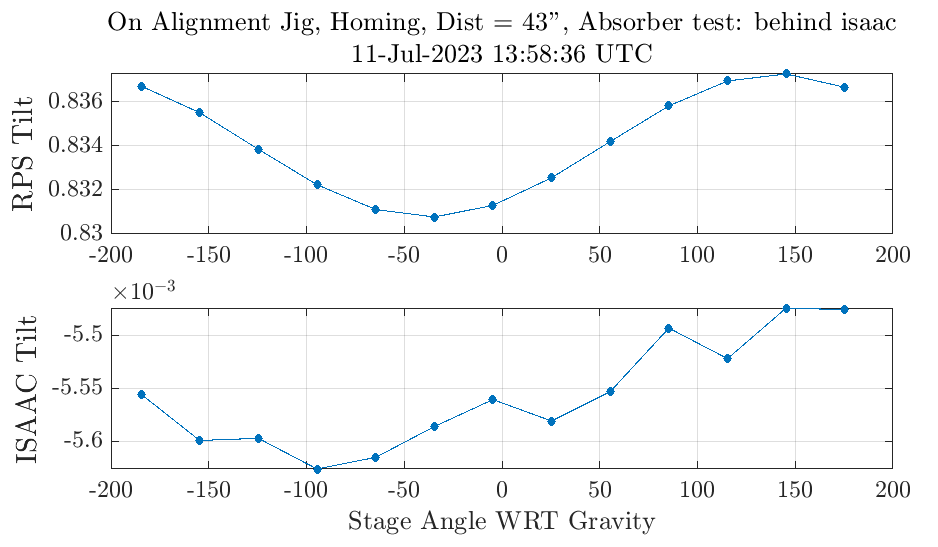 On Alignment Jig, Homing, Dist = 43", Absorber test: behind isaac
11-Jul-2023 13:58:36 UTC
RPS Tilt
0.836
0.834
0.832
0.83
-200 -150 -100 -50 0 50 100 150 200
×10⁻³
ISAAC Tilt
-5.5
-5.55
-5.6
-200 -150 -100 -50 0 50 100 150 200
Stage Angle WRT Gravity